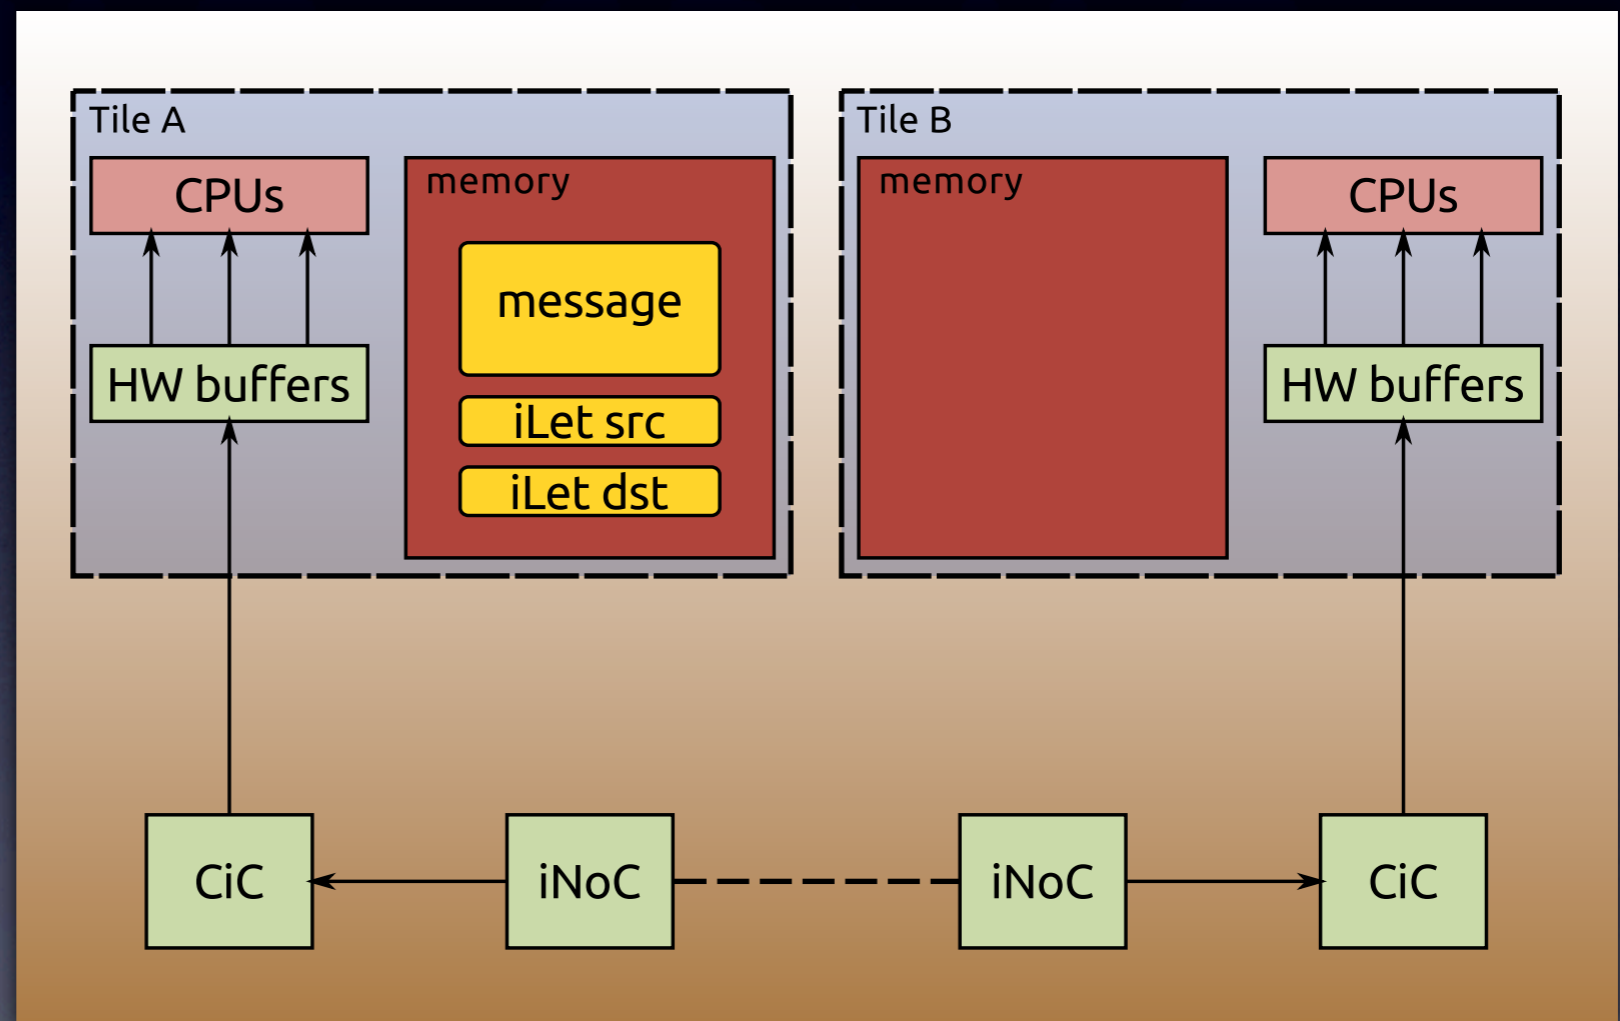 Tile A
CPUs
memory
message
HW buffers
iLet src
iLet dst
Tile B
memory
CPUs
HW buffers
CiC
iNoC
iNoC
CiC